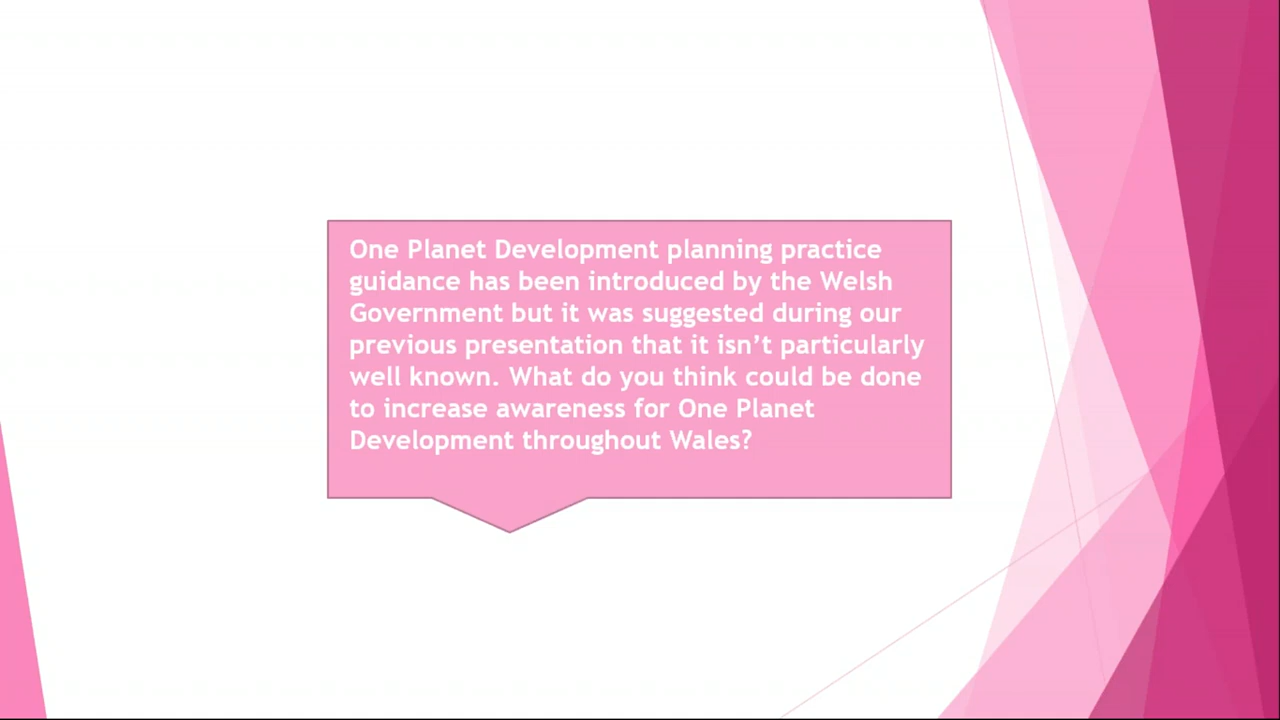 One Planet Development planning practice
guidance has been introduced by the Welsh
Government but it was suggested during our
previous presentation that it isn’t particularly
well known. What do you think could be done
to increase awareness for One Planet
Development throughout Wales?